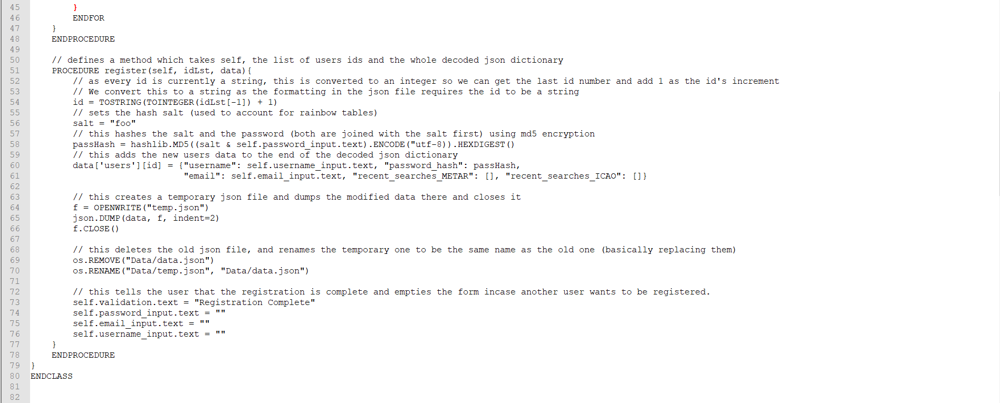 45 }
46 ENDFOR
47 }
48 ENDPROCEDURE
49
50 // defines a method which takes self, the list of users ids and the whole decoded json dictionary
51 PROCEDURE register(self, idLst, data){
52 // as every id is currently a string, this is converted to an integer so we can get the last id number and add 1 as the id's increment
53 // We convert this to a string as the formatting in the json file requires the id to be a string
54 id = TOSTRING(TOINTEGER(idLst[-1]) + 1)
55 // sets the hash salt (used to account for rainbow tables)
56 salt = "foo"
57 // this hashes the salt and the password (both are joined with the salt first) using md5 encryption
58 passHash = hashlib.MD5((salt & self.password_input.text).ENCODE("utf-8")).HEXDIGEST()
59 // this adds the new users data to the end of the decoded json dictionary
60 data['users'][id] = {"username": self.username_input.text, "password_hash": passHash,
61 "email": self.email_input.text, "recent_searches_METAR": [], "recent_searches_ICAO": []}
62
63 // this creates a temporary json file and dumps the modified data there and closes it
64 f = OPENWRITE("temp.json")
65 json.DUMP(data, f, indent=2)
66 f.CLOSE()
67
68 // this deletes the old json file, and renames the temporary one to be the same name as the old one (basically replacing them)
69 os.REMOVE("Data/data.json")
70 os.RENAME("Data/temp.json", "Data/data.json")
71
72 // this tells the user that the registration is complete and empties the form incase another user wants to be registered.
73 self.validation.text = "Registration Complete"
74 self.password_input.text = ""
75 self.email_input.text = ""
76 self.username_input.text = ""
77 }
78 ENDPROCEDURE
79 }
80 ENDCLASS
81
82